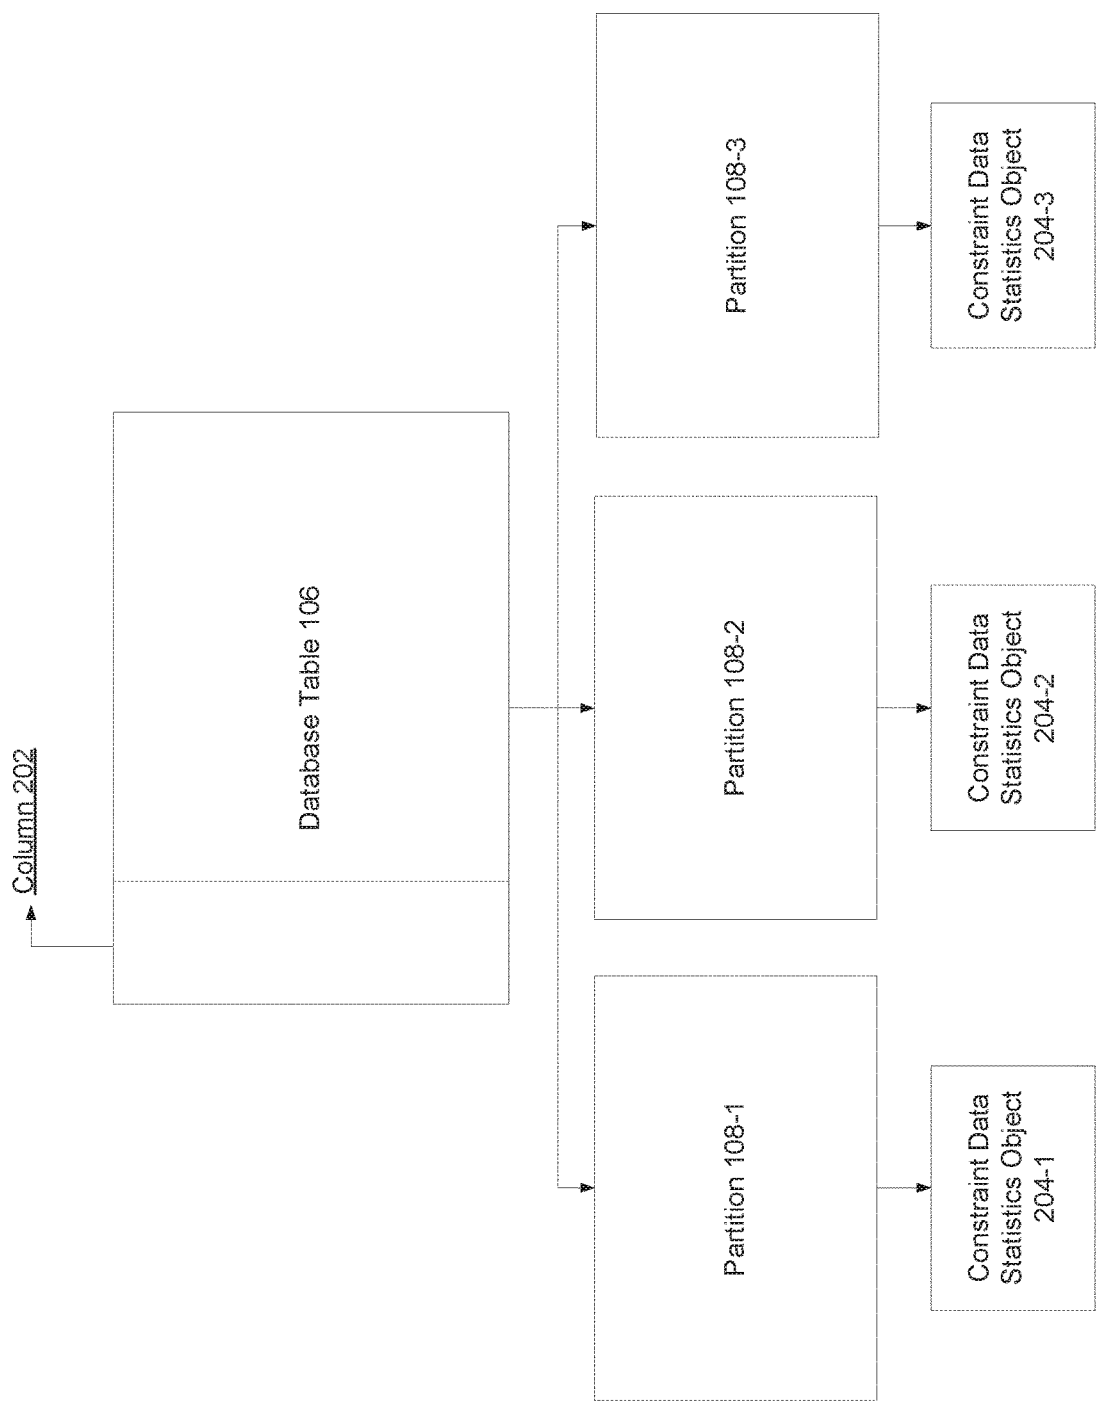 Column 202
Database Table 106
Partition 108-1
Partition 108-2
Partition 108-3
Constraint Data
Statistics Object
204-1
Constraint Data
Statistics Object
204-2
Constraint Data
Statistics Object
204-3